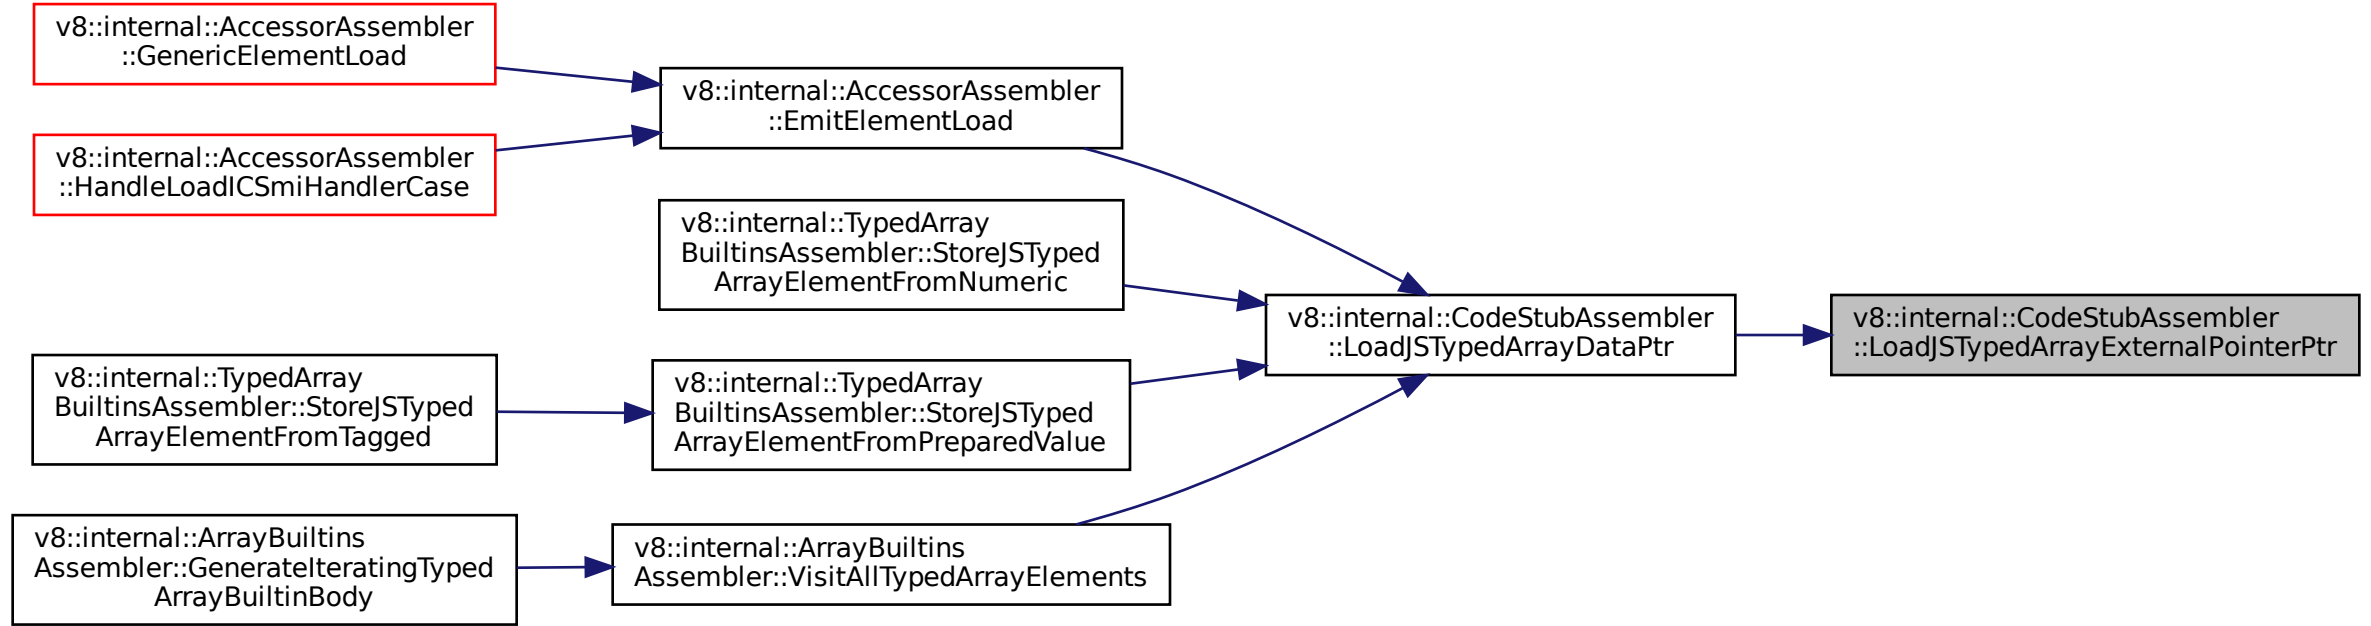 v8::internal::AccessorAssembler
::GenericElementLoad
v8::internal::AccessorAssembler
::HandleLoadICSmiHandlerCase
v8::internal::AccessorAssembler
::EmitElementLoad
v8::internal::TypedArray
BuiltinsAssembler::StoreJSTyped
ArrayElementFromNumeric
v8::internal::TypedArray
BuiltinsAssembler::StoreJSTyped
ArrayElementFromTagged
v8::internal::TypedArray
BuiltinsAssembler::StoreJSTyped
ArrayElementFromPreparedValue
v8::internal::ArrayBuiltins
Assembler::GenerateIteratingTyped
ArrayBuiltinBody
v8::internal::ArrayBuiltins
Assembler::VisitAllTypedArrayElements
v8::internal::CodeStubAssembler
::LoadJSTypedArrayDataPtr
v8::internal::CodeStubAssembler
::LoadJSTypedArrayExternalPointerPtr